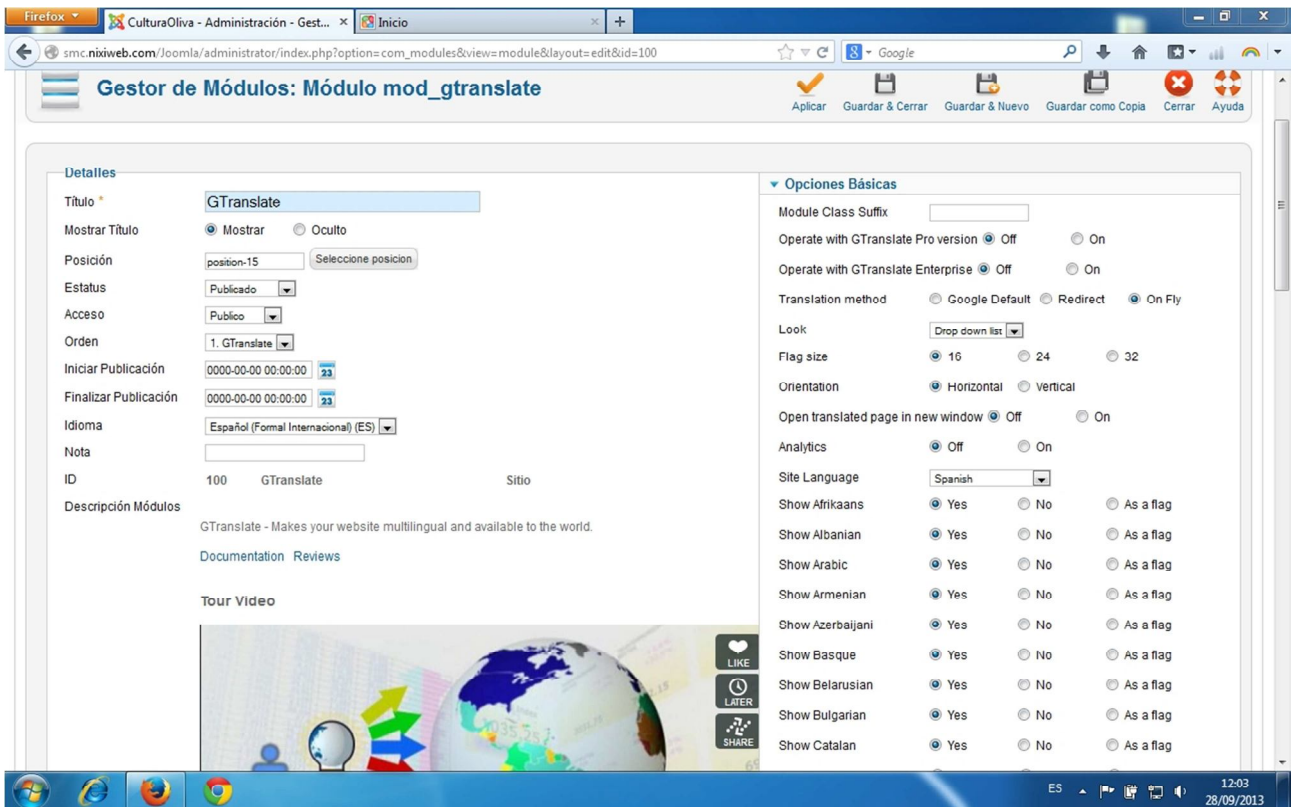 Firefox
CulturaOliva - Administración - Gest... × Inicio × +
smc.nixiweb.com/Joomla/administrator/index.php?option=com_modules&view=module&layout=edit&id=100 Google
Gestor de Módulos: Módulo mod_gtranslate
Aplicar Guardar & Cerrar Guardar & Nuevo Guardar como Copia Cerrar Ayuda
Detalles
Título * GTranslate
Mostrar Título Mostrar Oculto
Posición position-15 Seleccione posicion
Estatus Publicado
Acceso Publico
Orden 1. GTranslate
Iniciar Publicación 0000-00-00 00:00:00 23
Finalizar Publicación 0000-00-00 00:00:00 23
Idioma Español (Formal Internacional) (ES)
Nota
ID 100 GTranslate Sitio
Descripción Módulos
GTranslate - Makes your website multilingual and available to the world.
Documentation Reviews
Tour Video
LIKE
LATER
SHARE
Opciones Básicas
Module Class Suffix
Operate with GTranslate Pro version Off On
Operate with GTranslate Enterprise Off On
Translation method Google Default Redirect On Fly
Look Drop down list
Flag size 16 24 32
Orientation Horizontal Vertical
Open translated page in new window Off On
Analytics Off On
Site Language Spanish
Show Afrikaans Yes No As a flag
Show Albanian Yes No As a flag
Show Arabic Yes No As a flag
Show Armenian Yes No As a flag
Show Azerbaijani Yes No As a flag
Show Basque Yes No As a flag
Show Belarusian Yes No As a flag
Show Bulgarian Yes No As a flag
Show Catalan Yes No As a flag
ES 12:03
28/09/2013